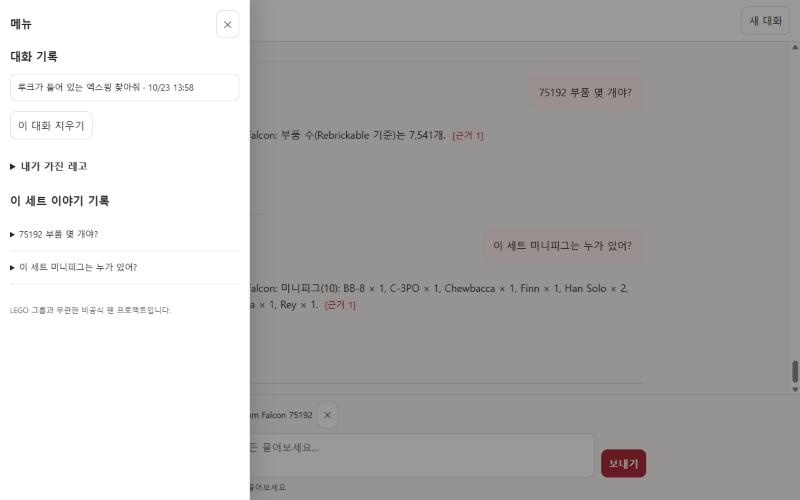 메뉴
×
대화 기록
루크가 들어 있는 엑스윙 찾아줘 - 10/23 13:58
이 대화 지우기
▶ 내가 가진 레고
이 세트 이야기 기록
▶ 75192 부품 몇 개야?
▶ 이 세트 미니피그는 누가 있어?
LEGO 그룹과 무관한 비공식 팬 프로젝트입니다.
새 대화
75192 부품 몇 개야?
Falcon: 부품 수(Rebrickable 기준)는 7,541개. [근거 1]
이 세트 미니피그는 누가 있어?
Falcon: 미니피그(10): BB-8 × 1, C-3PO × 1, Chewbacca × 1, Finn × 1, Han Solo × 2,
a × 1, Rey × 1. [근거 1]
m Falcon 75192 ×
든 물어보세요...
보내기
물어보세요